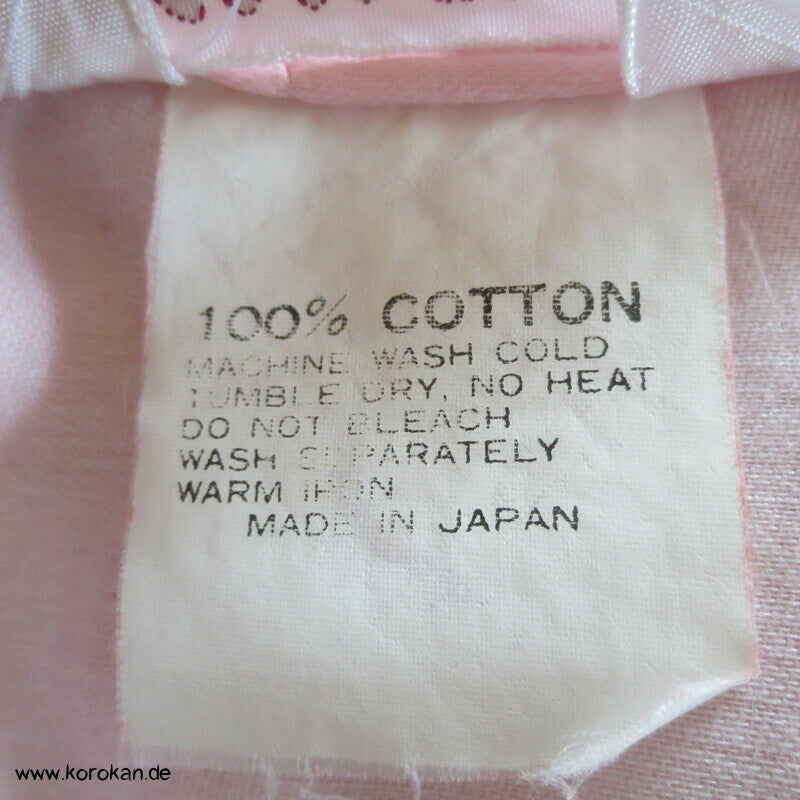 100% COTTON
MACHINE WASH COLD
TUMBLE DRY, NO HEAT
DO NOT BLEACH
WASH SEPARATELY
WARM IRON
MADE IN JAPAN
www.korokan.de